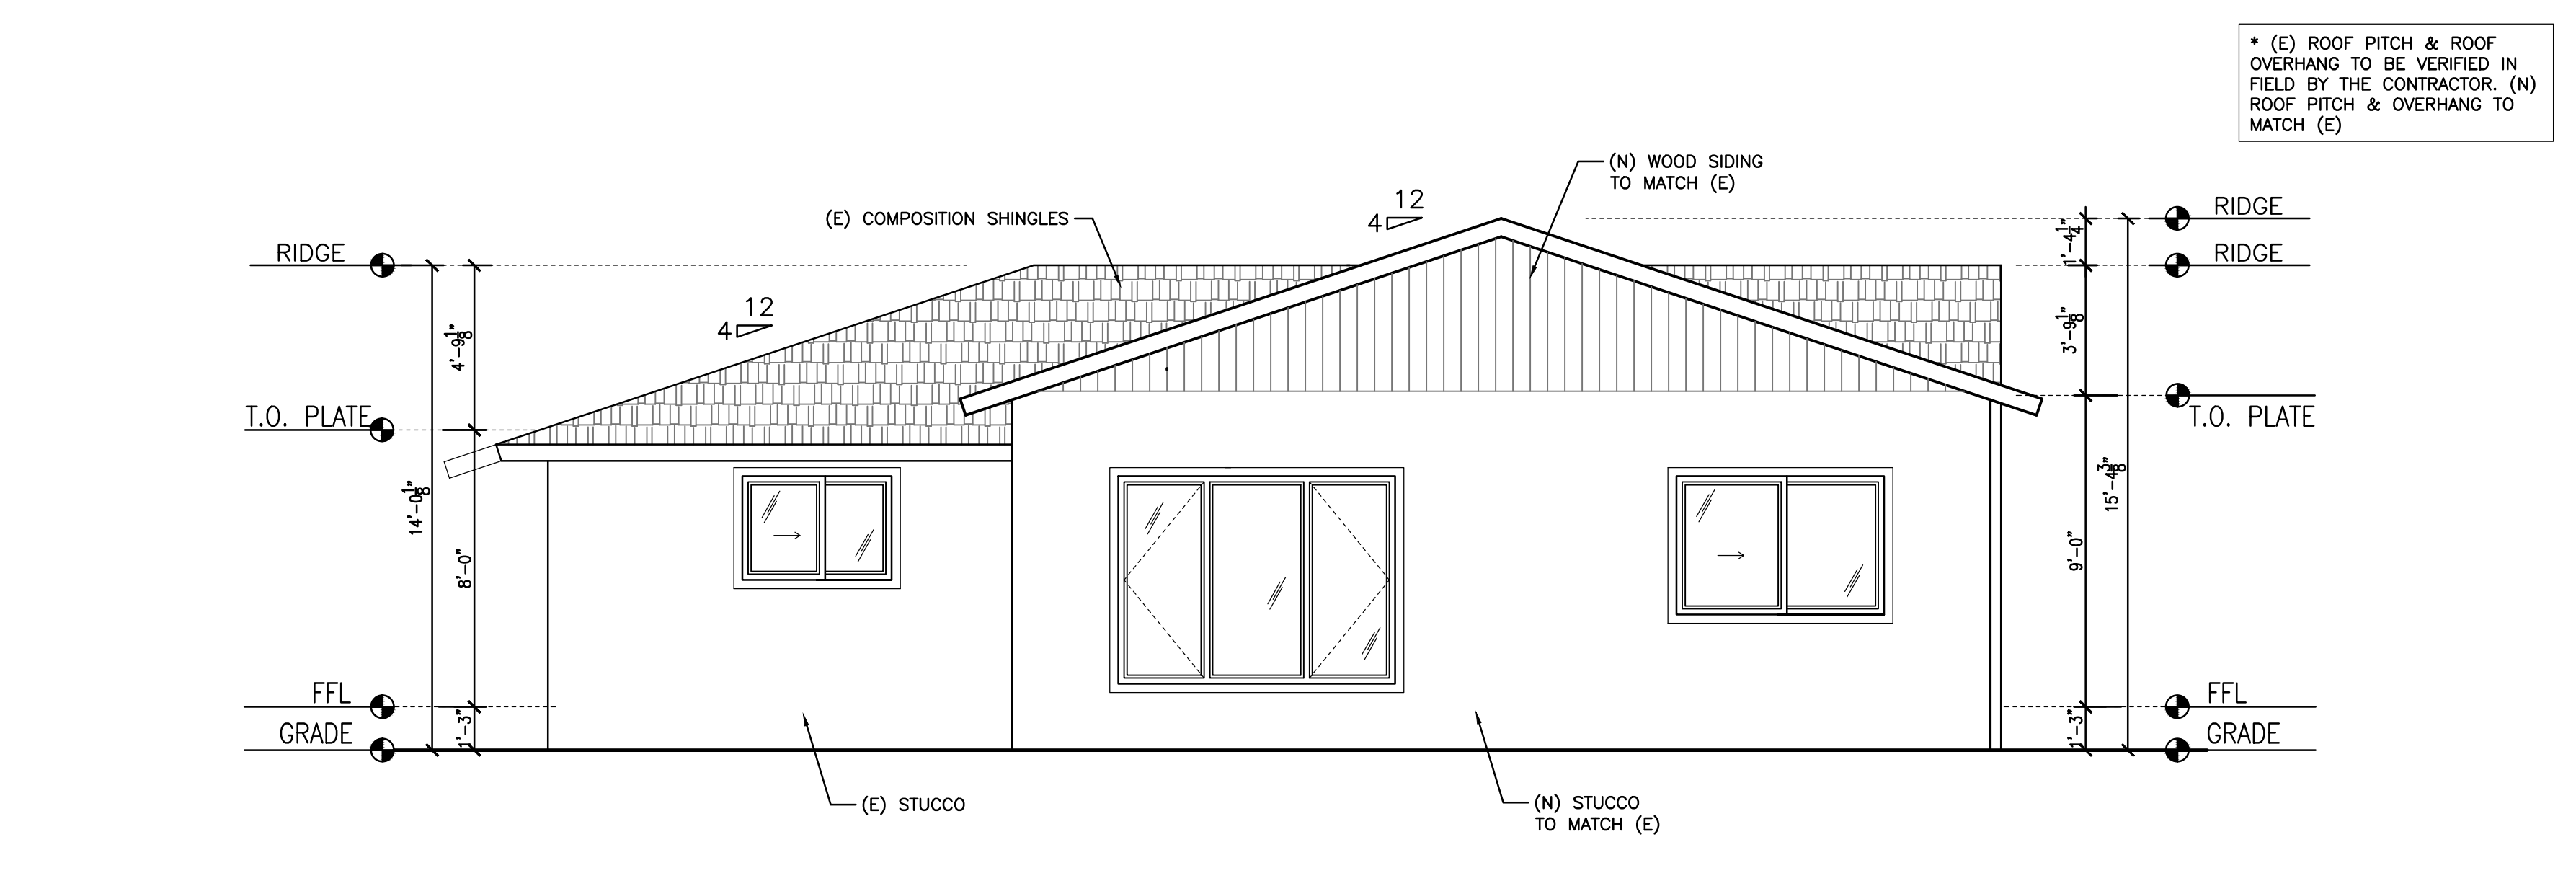 * (E) ROOF PITCH & ROOF
OVERHANG TO BE VERIFIED IN
FIELD BY THE CONTRACTOR. (N)
ROOF PITCH & OVERHANG TO
MATCH (E)
(N) WOOD SIDING
TO MATCH (E)
12
4
(E) COMPOSITION SHINGLES
12
4
RIDGE
T.O. PLATE
FFL
GRADE
4'-9 1/8"
14'-0 1/8"
8'-0"
1'-3"
RIDGE
RIDGE
T.O. PLATE
FFL
GRADE
1'-4 1/4"
3'-9 1/8"
15'-4 3/8"
9'-0"
1'-3"
(E) STUCCO
(N) STUCCO
TO MATCH (E)